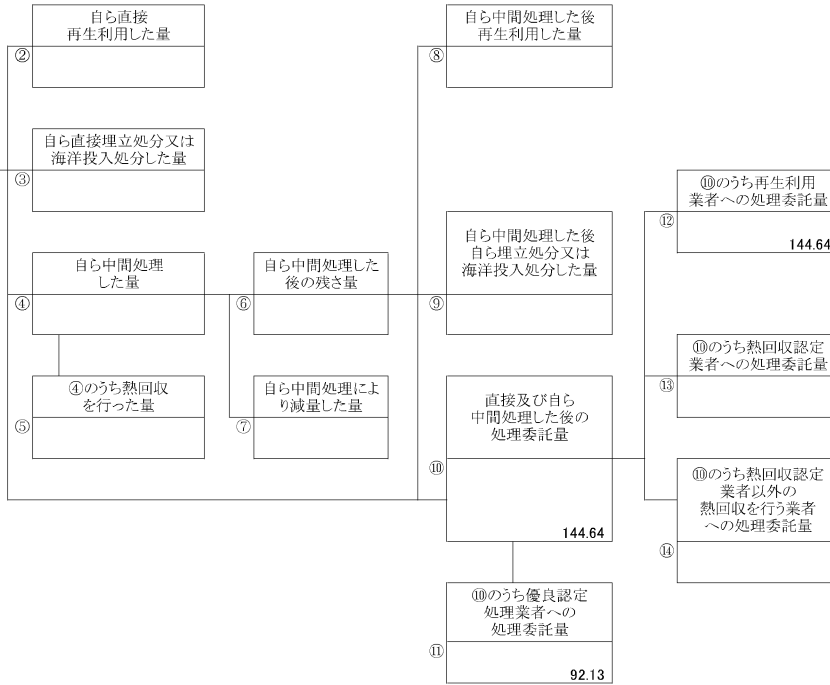 自ら直接
再生利用した量
②
自ら直接埋立処分又は
海洋投入処分した量
③
自ら中間処理
した量
④
④のうち熱回収
を行った量
⑤
自ら中間処理した
後の残さ量
⑥
自ら中間処理によ
り減量した量
⑦
自ら中間処理した後
再生利用した量
⑧
自ら中間処理した後
自ら埋立処分又は
海洋投入処分した量
⑨
直接及び自ら
中間処理した後の
処理委託量
⑩
144.64
⑩のうち優良認定
処理業者への
処理委託量
⑪
92.13
⑩のうち再生利用
業者への処理委託量
⑫
144.64
⑩のうち熱回収認定
業者への処理委託量
⑬
⑩のうち熱回収認定
業者以外の
熱回収を行う業者
への処理委託量
⑭